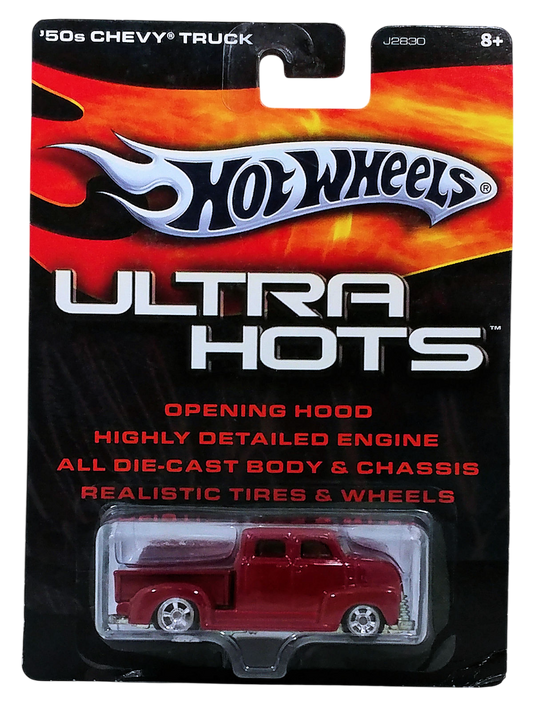 '50s CHEVY® TRUCK
J2830
8+
HOT WHEELS®
ULTRA
HOTS™
OPENING HOOD
HIGHLY DETAILED ENGINE
ALL DIE-CAST BODY & CHASSIS
REALISTIC TIRES & WHEELS